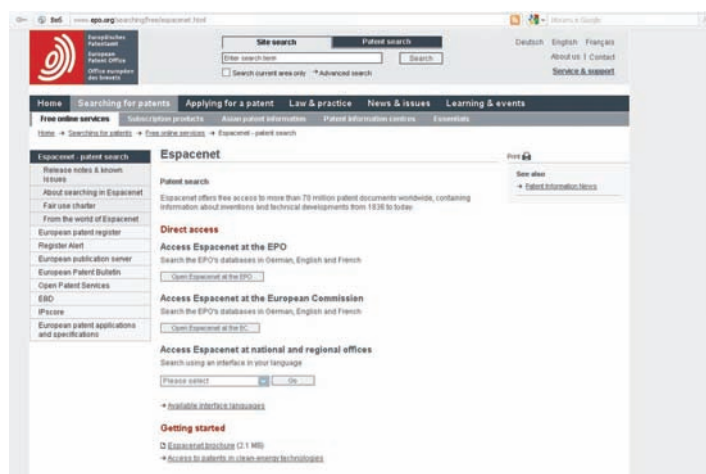 Веб
www.epo.org/searching/free/espacenet.html
Europäisches
Patentamt
European
Patent Office
Office européen
des brevets
Site search
Patent search
Enter search term
Search
Search current area only
Advanced search
Deutsch English Français
About us | Contact
Service & support
Home Searching for patents Applying for a patent Law & practice News & issues Learning & events
Free online services Subscription products Asian patent information Patent information centres Essentials
Home → Searching for patents → Free online services → Espacenet - patent search
Espacenet - patent search
Release notes & known
issues
About searching in Espacenet
Fair use charter
From the world of Espacenet
European patent register
Register Alert
European publication server
European Patent Bulletin
Open Patent Services
EBD
IPscore
European patent applications
and specifications
Espacenet
Patent search
Espacenet offers free access to more than 70 million patent documents worldwide, containing
information about inventions and technical developments from 1836 to today.
Direct access
Access Espacenet at the EPO
Search the EPO's databases in German, English and French
Open Espacenet at the EPO
Access Espacenet at the European Commission
Search the EPO's databases in German, English and French
Open Espacenet at the EC
Access Espacenet at national and regional offices
Search using an interface in your language
Please select
Go
→ Available interface languages
Getting started
Espacenet brochure (2.1 MB)
→ Access to patents in clean-energy technologies
Print
See also
→ Patent Information News